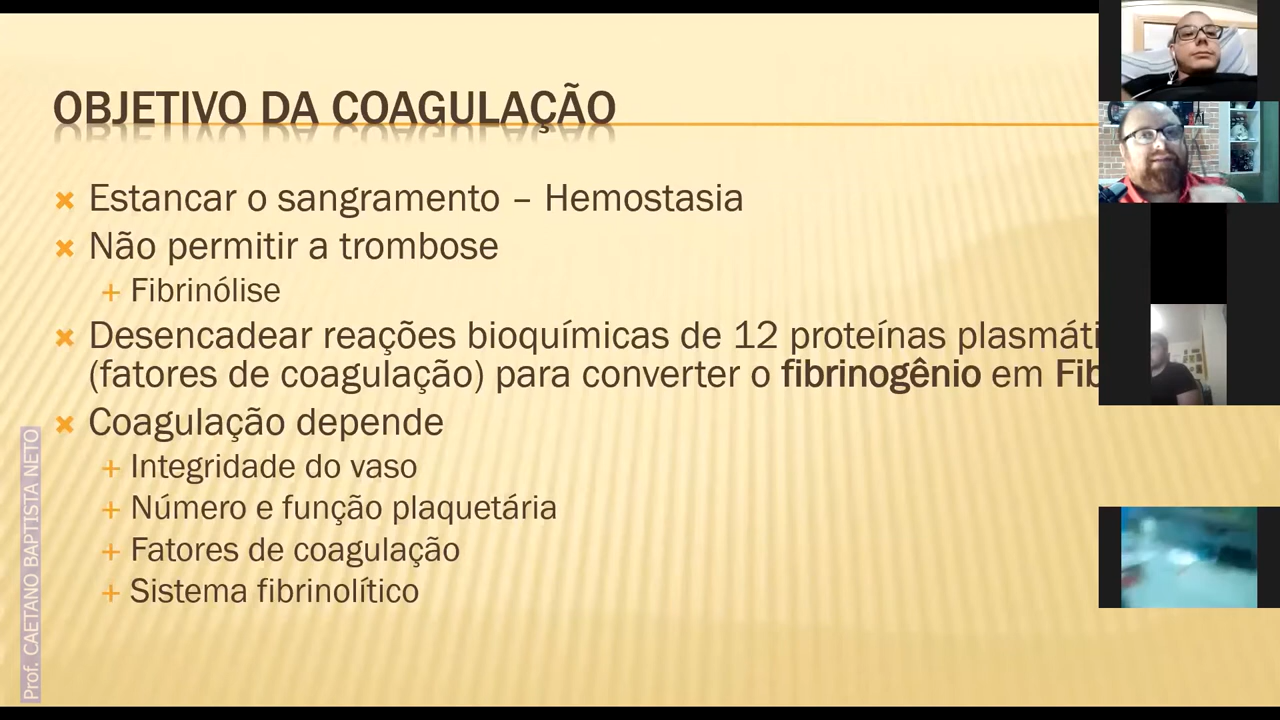 OBJETIVO DA COAGULAÇÃO
Estancar o sangramento – Hemostasia
Não permitir a trombose
Fibrinólise
Desencadear reações bioquímicas de 12 proteínas
(fatores de coagulação) para converter o fibrinogênio em
Coagulação depende
Integridade do vaso
Número e função plaquetária
Fatores de coagulação
Sistema fibrinolítico
Prof. CAETANO BAPTISTA NETO